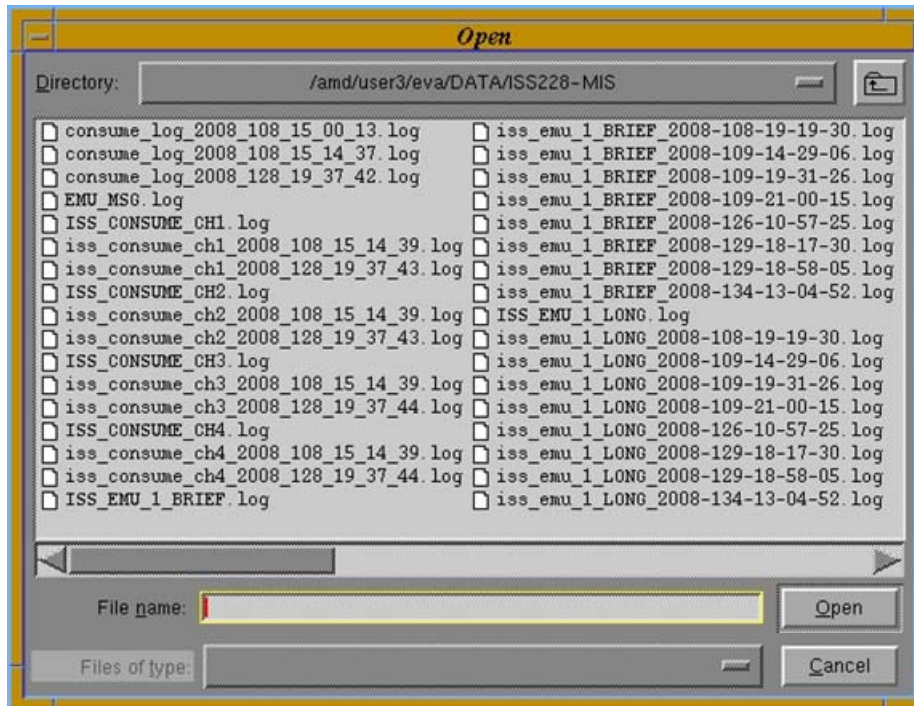 Open
Directory: /amd/user3/eva/DATA/ISS228-MIS
consume_log_2008_108_15_00_13.log
consume_log_2008_108_15_14_37.log
consume_log_2008_128_19_37_42.log
EMU_MSG.log
ISS_CONSUME_CH1.log
iss_consume_ch1_2008_108_15_14_39.log
iss_consume_ch1_2008_128_19_37_43.log
ISS_CONSUME_CH2.log
iss_consume_ch2_2008_108_15_14_39.log
iss_consume_ch2_2008_128_19_37_43.log
ISS_CONSUME_CH3.log
iss_consume_ch3_2008_108_15_14_39.log
iss_consume_ch3_2008_128_19_37_44.log
ISS_CONSUME_CH4.log
iss_consume_ch4_2008_108_15_14_39.log
iss_consume_ch4_2008_128_19_37_44.log
ISS_EMU_1_BRIEF.log
iss_emu_1_BRIEF_2008-108-19-19-30.log
iss_emu_1_BRIEF_2008-109-14-29-06.log
iss_emu_1_BRIEF_2008-109-19-31-26.log
iss_emu_1_BRIEF_2008-109-21-00-15.log
iss_emu_1_BRIEF_2008-126-10-57-25.log
iss_emu_1_BRIEF_2008-129-18-17-30.log
iss_emu_1_BRIEF_2008-129-18-58-05.log
iss_emu_1_BRIEF_2008-134-13-04-52.log
ISS_EMU_1_LONG.log
iss_emu_1_LONG_2008-108-19-19-30.log
iss_emu_1_LONG_2008-109-14-29-06.log
iss_emu_1_LONG_2008-109-19-31-26.log
iss_emu_1_LONG_2008-109-21-00-15.log
iss_emu_1_LONG_2008-126-10-57-25.log
iss_emu_1_LONG_2008-129-18-17-30.log
iss_emu_1_LONG_2008-129-18-58-05.log
iss_emu_1_LONG_2008-134-13-04-52.log
File name:
Open
Files of type:
Cancel